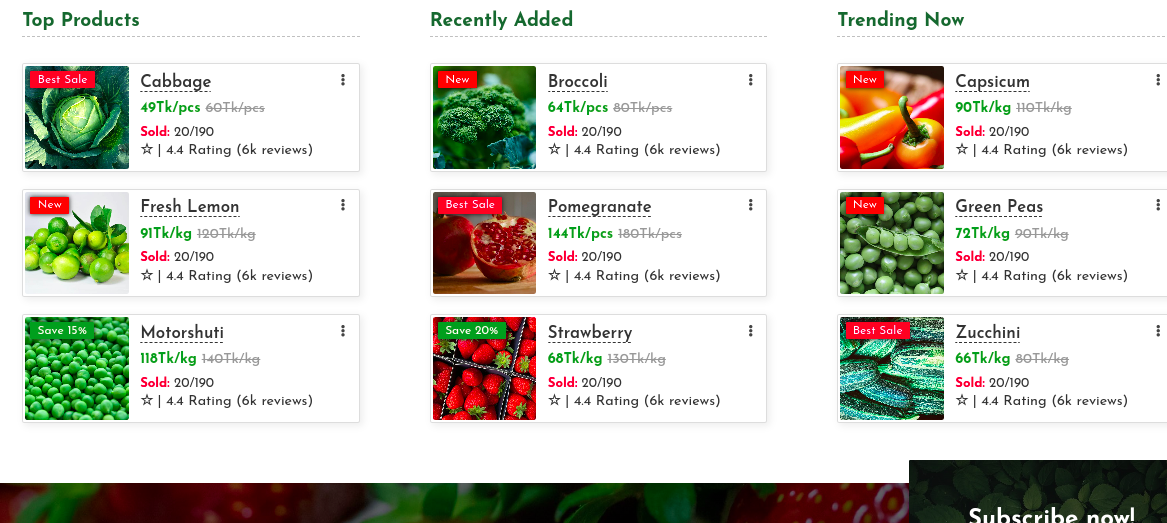 Top Products
Best Sale
Cabbage
49Tk/pcs 60Tk/pcs
Sold: 20/190
☆ | 4.4 Rating (6k reviews)
New
Fresh Lemon
91Tk/kg 120Tk/kg
Sold: 20/190
☆ | 4.4 Rating (6k reviews)
Save 15%
Motorshuti
118Tk/kg 140Tk/kg
Sold: 20/190
☆ | 4.4 Rating (6k reviews)
Recently Added
New
Broccoli
64Tk/pcs 80Tk/pcs
Sold: 20/190
☆ | 4.4 Rating (6k reviews)
Best Sale
Pomegranate
144Tk/pcs 180Tk/pcs
Sold: 20/190
☆ | 4.4 Rating (6k reviews)
Save 20%
Strawberry
68Tk/kg 130Tk/kg
Sold: 20/190
☆ | 4.4 Rating (6k reviews)
Trending Now
New
Capsicum
90Tk/kg 110Tk/kg
Sold: 20/190
☆ | 4.4 Rating (6k reviews)
New
Green Peas
72Tk/kg 90Tk/kg
Sold: 20/190
☆ | 4.4 Rating (6k reviews)
Best Sale
Zucchini
66Tk/kg 80Tk/kg
Sold: 20/190
☆ | 4.4 Rating (6k reviews)
Subscribe now!